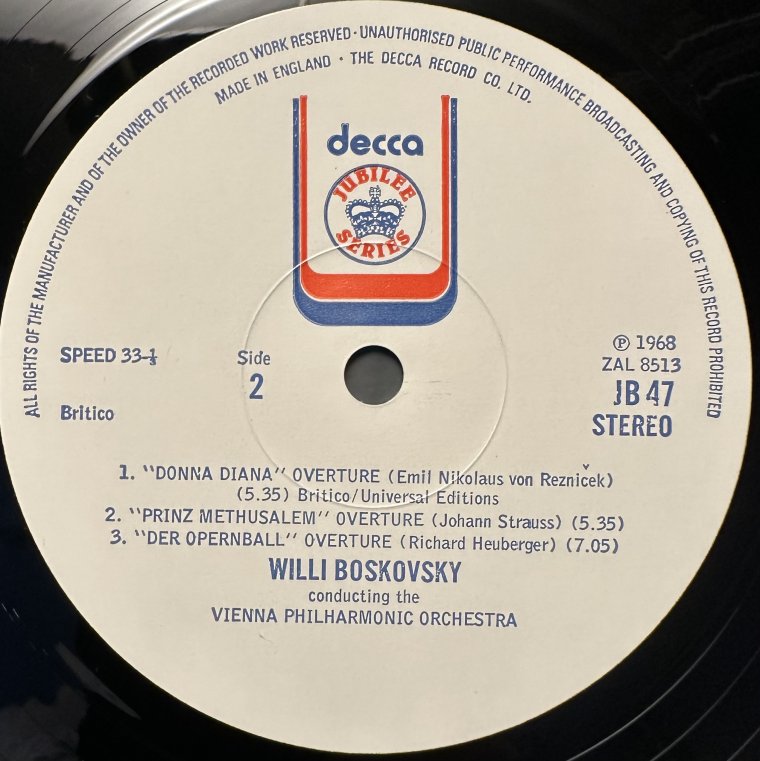 ALL RIGHTS OF THE MANUFACTURER AND OF THE OWNER OF THE RECORDED WORK RESERVED · UNAUTHORISED PUBLIC PERFORMANCE BROADCASTING AND COPYING OF THIS RECORD PROHIBITED
MADE IN ENGLAND · THE DECCA RECORD CO. LTD.
decca
JUBILEE
SERIES
SPEED 33-⅓
Side
2
Britico
℗ 1968
ZAL 8513
JB 47
STEREO
1. "DONNA DIANA" OVERTURE (Emil Nikolaus von Rezniček)
(5.35) Britico/Universal Editions
2. "PRINZ METHUSALEM" OVERTURE (Johann Strauss) (5.35)
3. "DER OPERNBALL" OVERTURE (Richard Heuberger) (7.05)
WILLI BOSKOVSKY
conducting the
VIENNA PHILHARMONIC ORCHESTRA